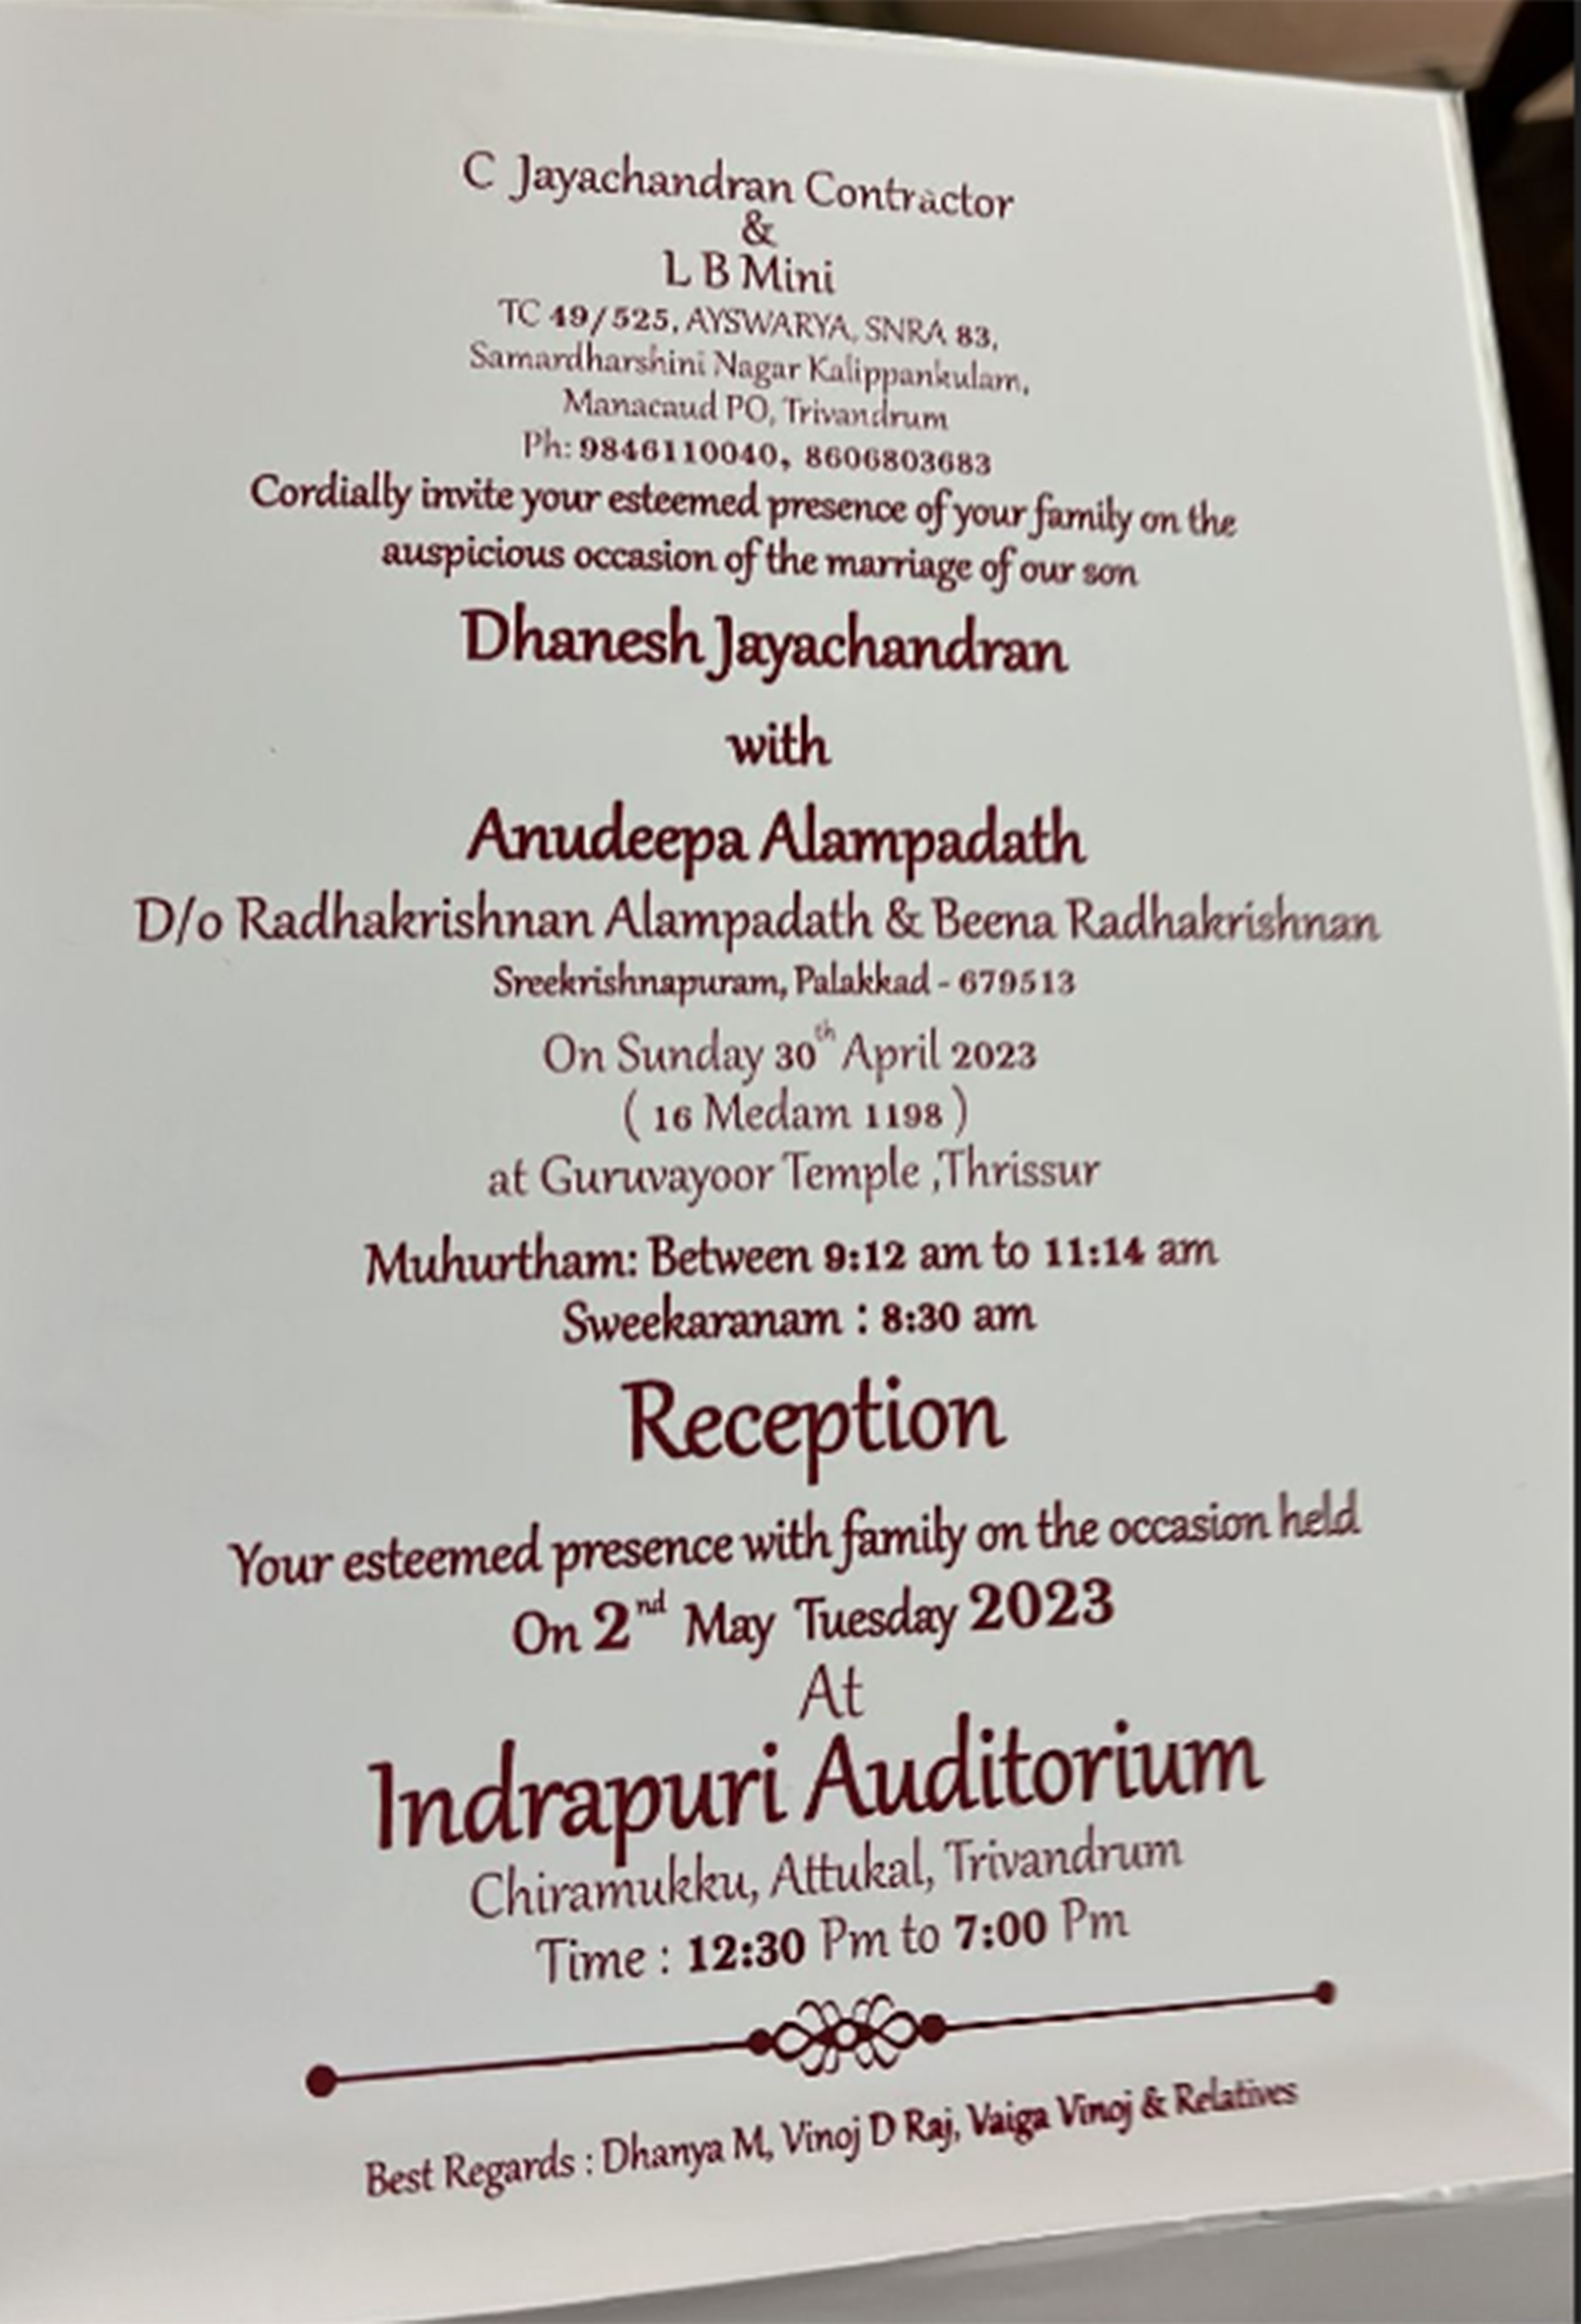 C Jayachandran Contractor
&
L B Mini
TC 49/525, AYSWARYA, SNRA 83,
Samardharshini Nagar Kalippankulam,
Manacaud PO, Trivandrum
Ph: 9846110040, 8606803683
Cordially invite your esteemed presence of your family on the
auspicious occasion of the marriage of our son
Dhanesh Jayachandran
with
Anudeepa Alampadath
D/o Radhakrishnan Alampadath & Beena Radhakrishnan
Sreekrishnapuram, Palakkad - 679513
On Sunday 30th April 2023
( 16 Medam 1198 )
at Guruvayoor Temple ,Thrissur
Muhurtham: Between 9:12 am to 11:14 am
Sweekaranam : 8:30 am
Reception
Your esteemed presence with family on the occasion held
On 2nd May Tuesday 2023
At
Indrapuri Auditorium
Chiramukku, Attukal, Trivandrum
Time : 12:30 Pm to 7:00 Pm
Best Regards : Dhanya M, Vinoj D Raj, Vaiga Vinoj & Relatives